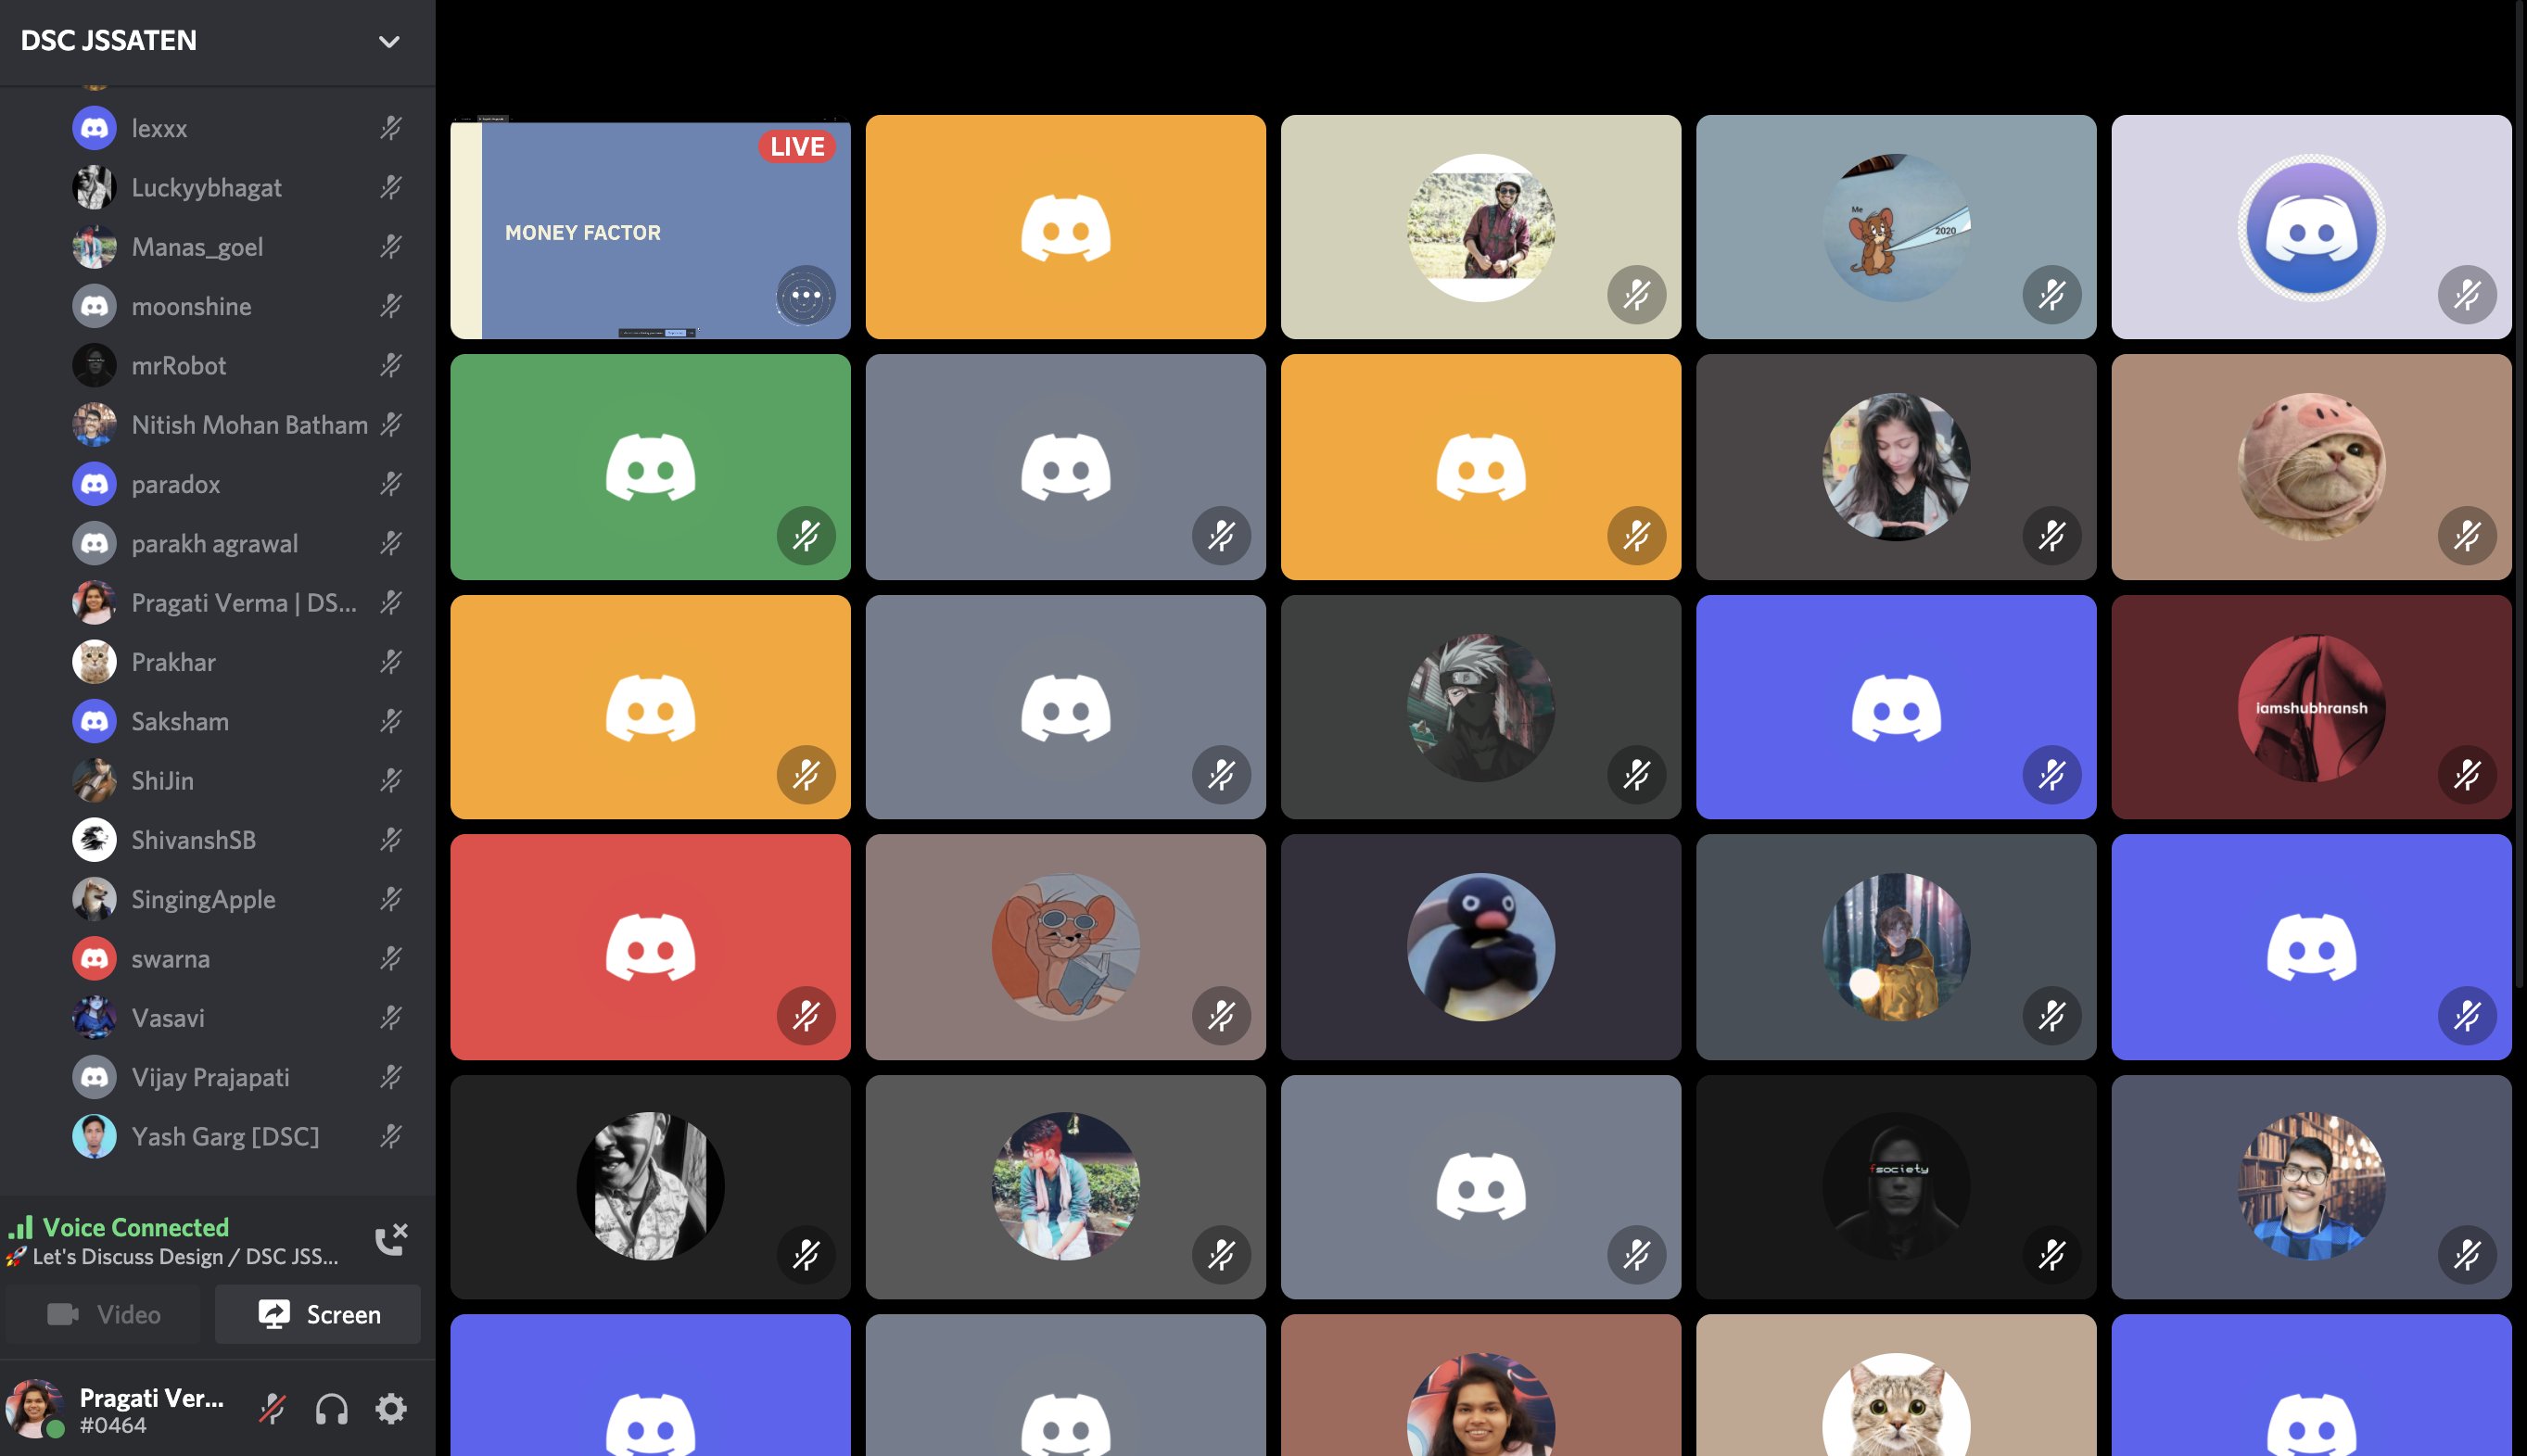 DSC JSSATEN
lexxx
Luckyybhagat
Manas_goel
moonshine
mrRobot
Nitish Mohan Batham
paradox
parakh agrawal
Pragati Verma | DS...
Prakhar
Saksham
ShiJin
ShivanshSB
SingingApple
swarna
Vasavi
Vijay Prajapati
Yash Garg [DSC]
Voice Connected
🚀 Let's Discuss Design / DSC JSS...
Video
Screen
Pragati Ver...
#0464
LIVE
MONEY FACTOR
Me
2020
iamshubhransh
fsociety